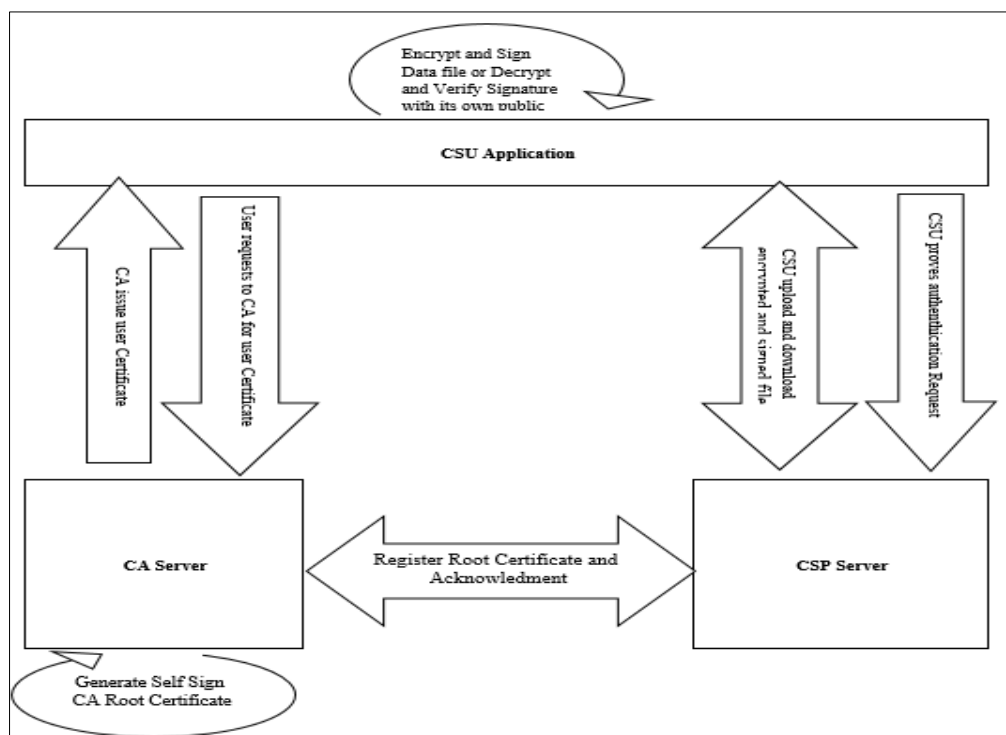 Encrypt and Sign
Data file or Decrypt
and Verify Signature
with its own public
CSU Application
CA issue user Certificate
User requests to CA for user Certificate
CSU upload and download
encrypted and signed file
CSU proves authenthication Request
CA Server
Register Root Certificate and
Acknowledment
CSP Server
Generate Self Sign
CA Root Certificate